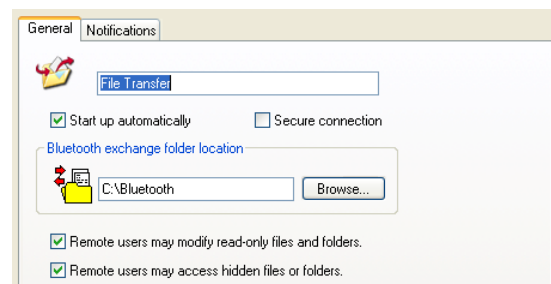 General Notifications
File Transfer
Start up automatically Secure connection
Bluetooth exchange folder location
C:\Bluetooth Browse...
Remote users may modify read-only files and folders.
Remote users may access hidden files or folders.